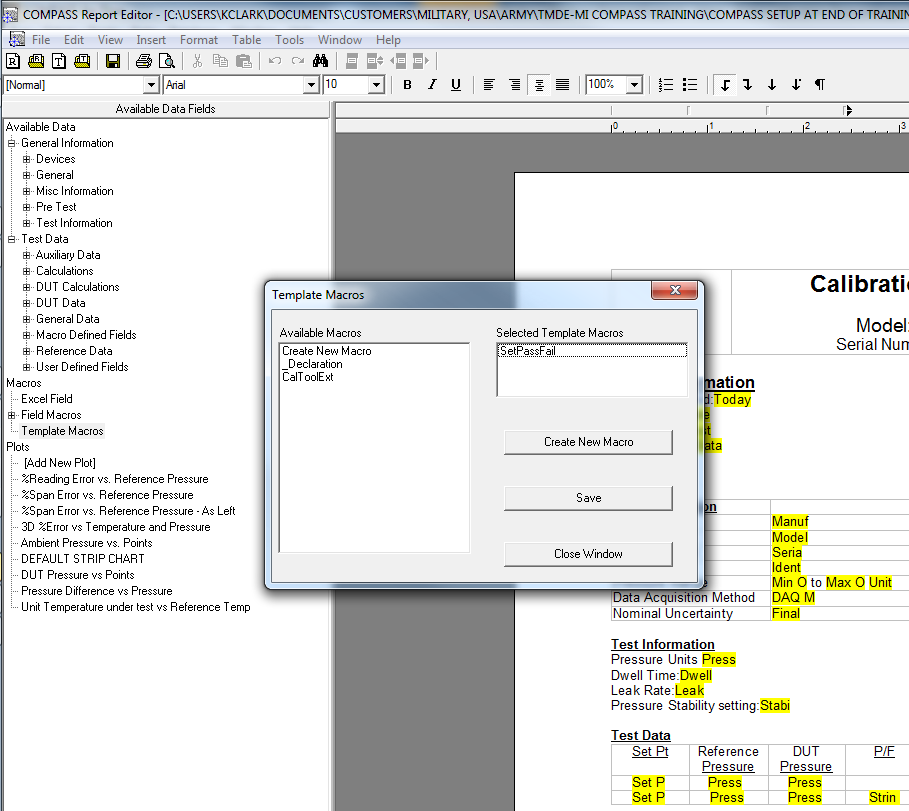 COMPASS Report Editor - [C:\USERS\KCLARK\DOCUMENTS\CUSTOMERS\MILITARY, USA\ARMY\TMDE-MI COMPASS TRAINING\COMPASS SETUP AT END OF TRAININ
File Edit View Insert Format Table Tools Window Help
[Normal] Arial 10 B I U 100%
Available Data Fields
0 1 2 3
Available Data
General Information
Devices
General
Misc Information
Pre Test
Test Information
Test Data
Auxiliary Data
Calculations
DUT Calculations
DUT Data
General Data
Macro Defined Fields
Reference Data
User Defined Fields
Macros
Excel Field
Field Macros
Template Macros
Plots
[Add New Plot]
%Reading Error vs. Reference Pressure
%Span Error vs. Reference Pressure
%Span Error vs. Reference Pressure - As Left
3D %Error vs Temperature and Pressure
Ambient Pressure vs. Points
DEFAULT STRIP CHART
DUT Pressure vs Points
Pressure Difference vs Pressure
Unit Temperature under test vs Reference Temp
Template Macros
Available Macros
Create New Macro
_Declaration
CalToolExt
Selected Template Macros
SetPassFail
Create New Macro
Save
Close Window
Calibratio
Model:
Serial Num
mation
d:Today
e
st
ata
on
Manuf
Model
Seria
Ident
Min O to Max O Unit
Data Acquisition Method DAQ M
Nominal Uncertainty Final
Test Information
Pressure Units Press
Dwell Time:Dwell
Leak Rate:Leak
Pressure Stability setting:Stabi
Test Data
Set Pt Reference Pressure DUT Pressure P/F
Set P Press Press
Set P Press Press Strin